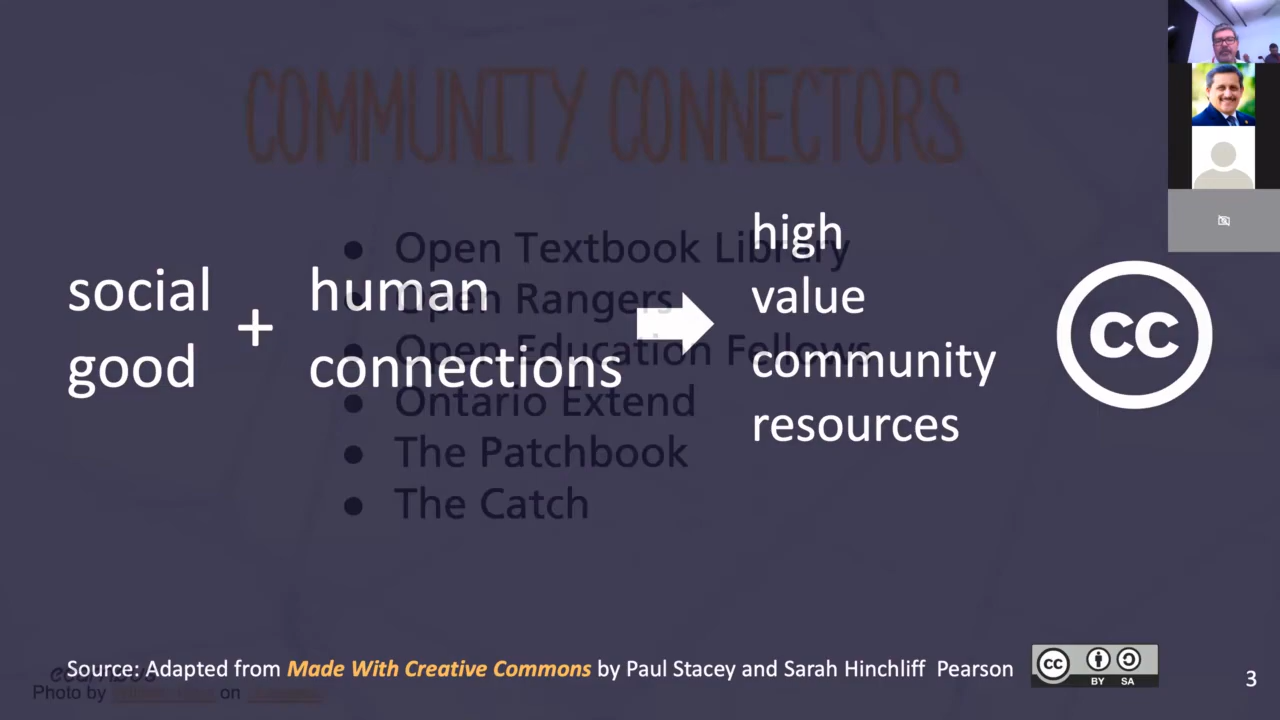 COMMUNITY CONNECTORS
• Open Textbook Library
• Open Rangers
• Open Education Fellows
• Ontario Extend
• The Patchbook
• The Catch
social
good
+
human
connections
high
value
community
resources
cc
Source: Adapted from Made With Creative Commons by Paul Stacey and Sarah Hinchliff Pearson
cc
BY SA
3
Photo by on